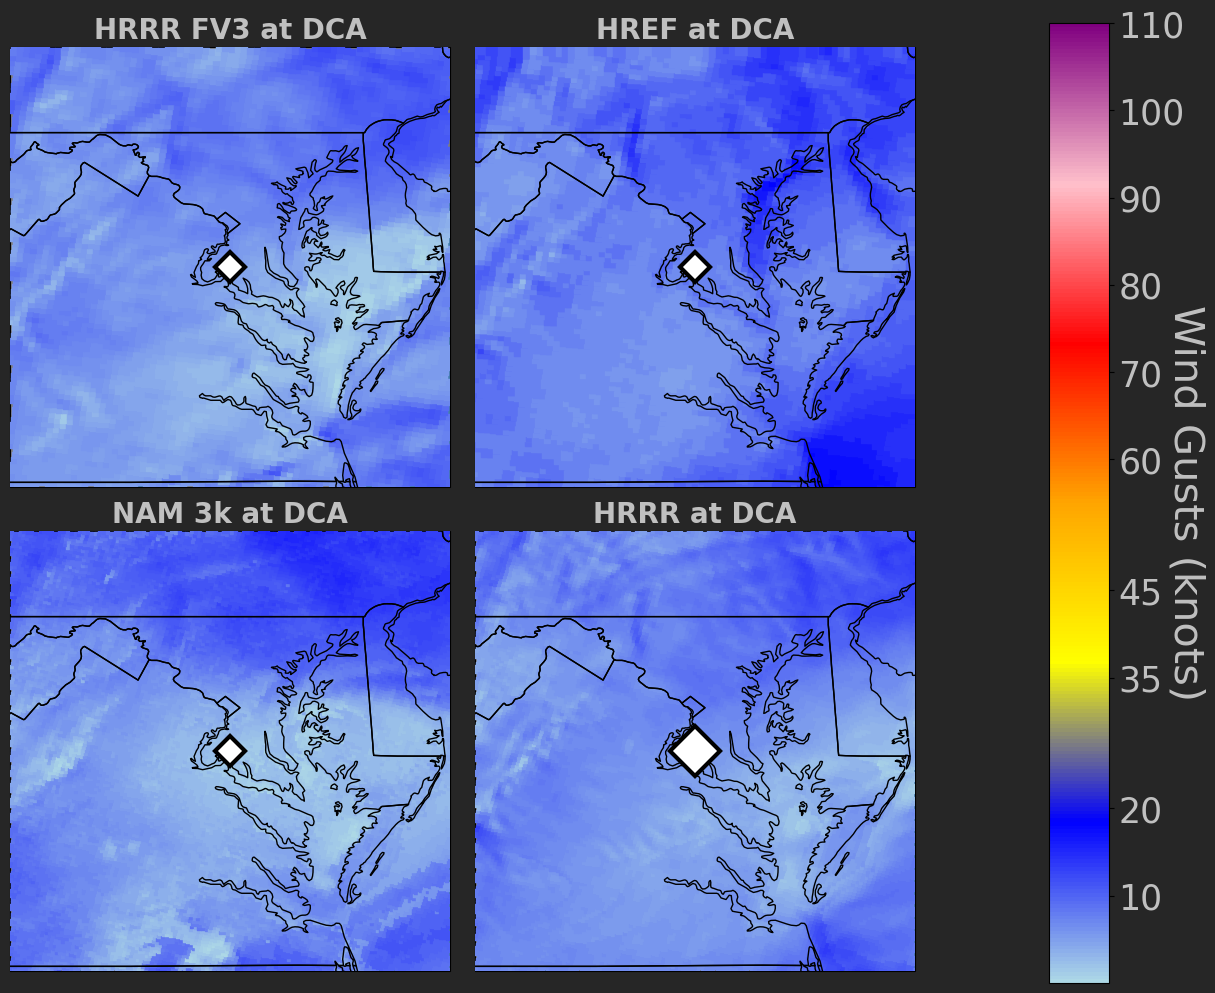 HRRR FV3 at DCA
HREF at DCA
NAM 3k at DCA
HRRR at DCA
110
100
90
80
70
60
45
35
20
10
Wind Gusts (knots)